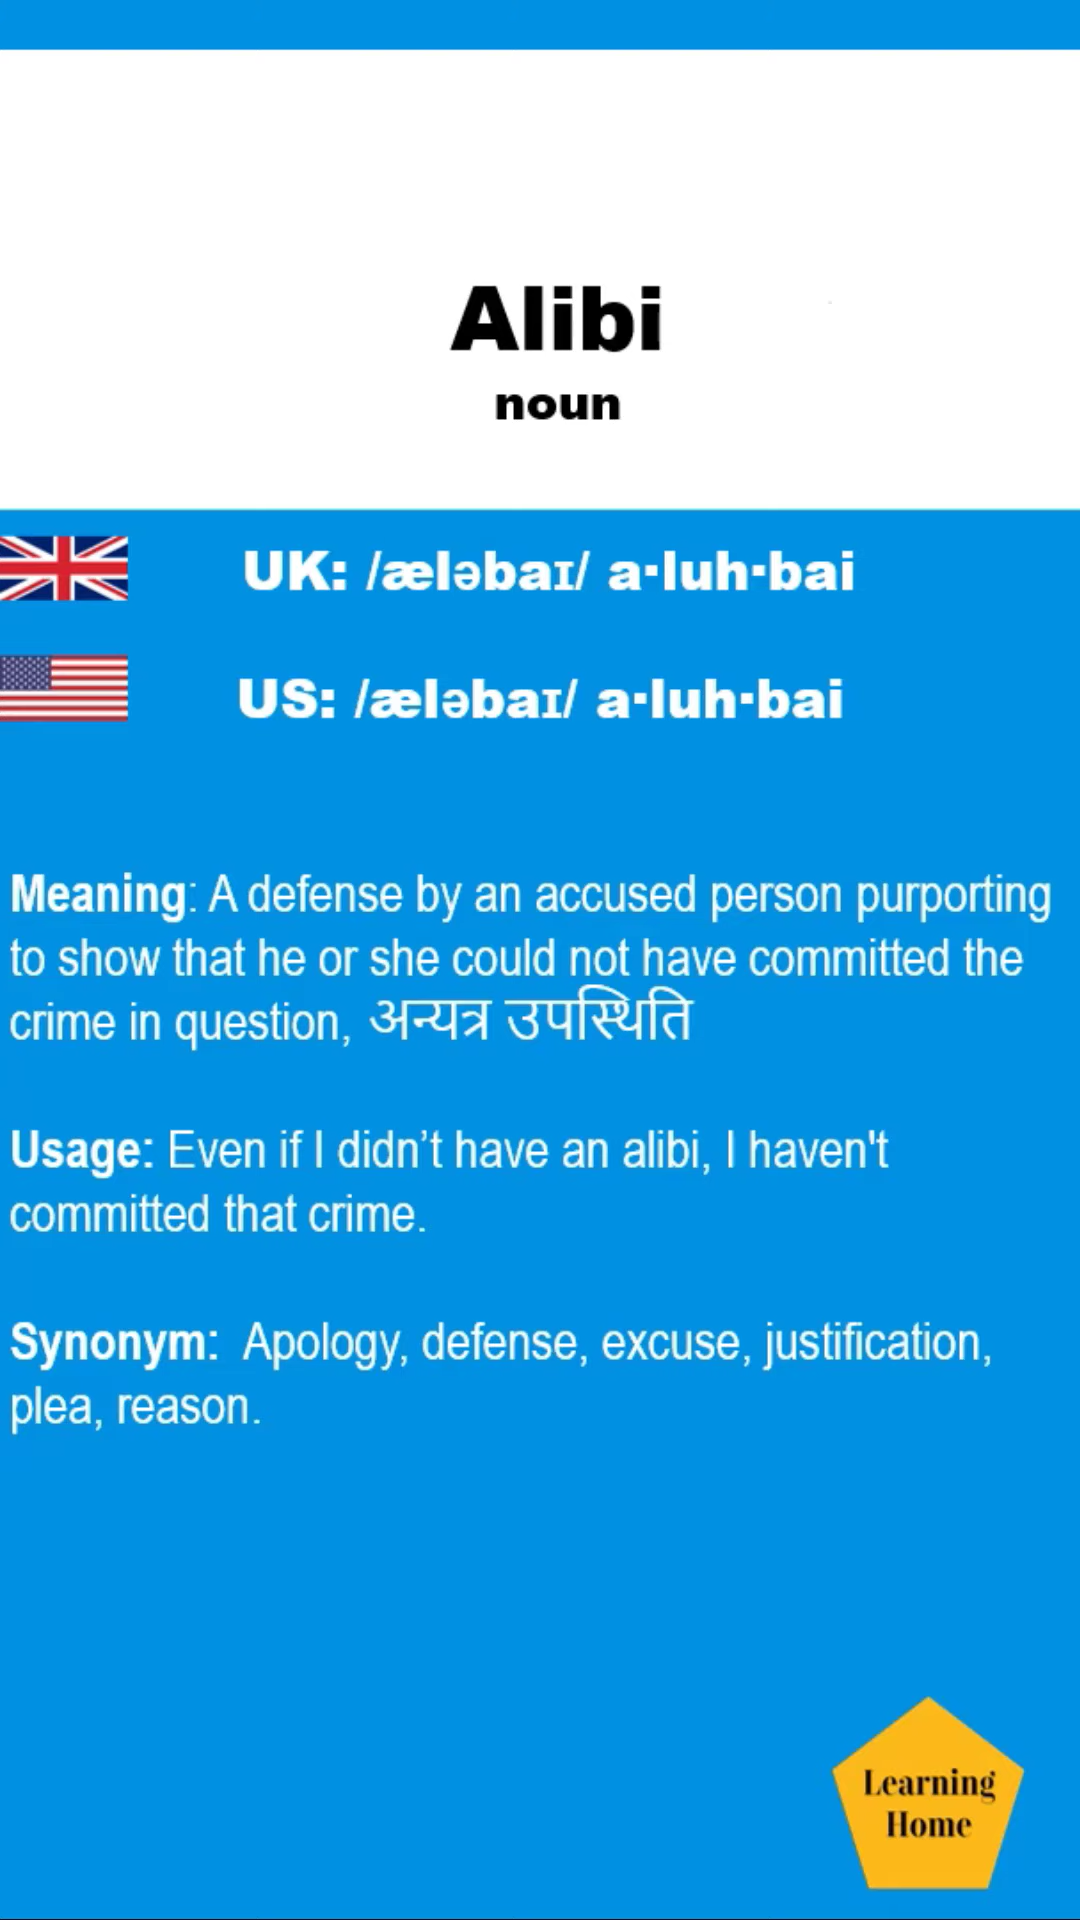 Alibi
noun
UK: /æləbaɪ/ a·luh·bai
US: /æləbaɪ/ a·luh·bai
Meaning: A defense by an accused person purporting
to show that he or she could not have committed the
crime in question, अन्यत्र उपस्थिति
Usage: Even if I didn’t have an alibi, I haven't
committed that crime.
Synonym: Apology, defense, excuse, justification,
plea, reason.
Learning
Home